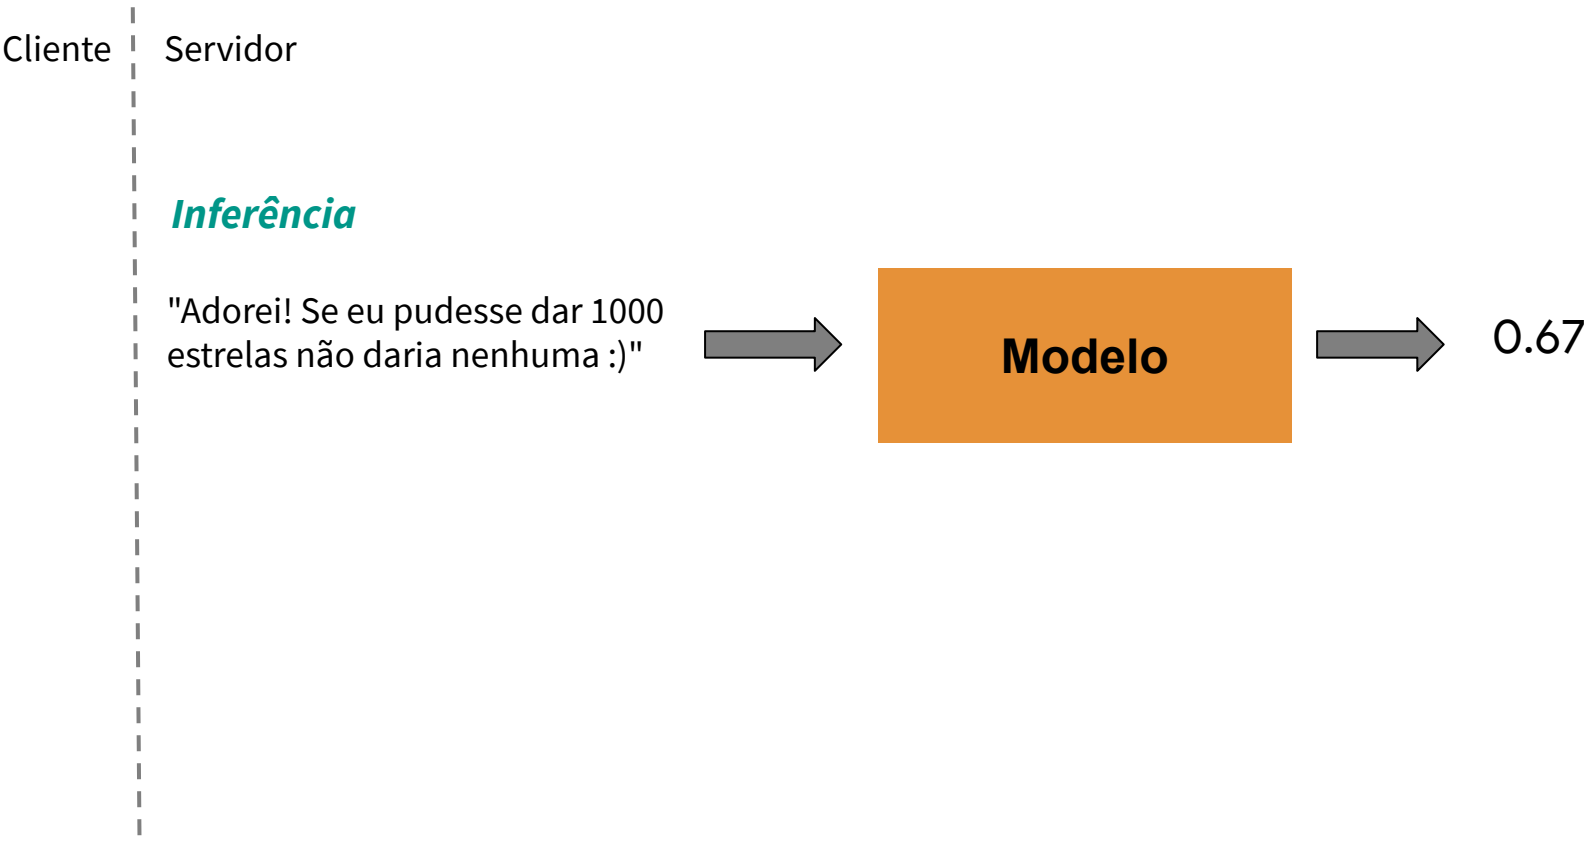 Cliente
Servidor
Inferência
"Adorei! Se eu pudesse dar 1000
estrelas não daria nenhuma :)"
Modelo
0.67